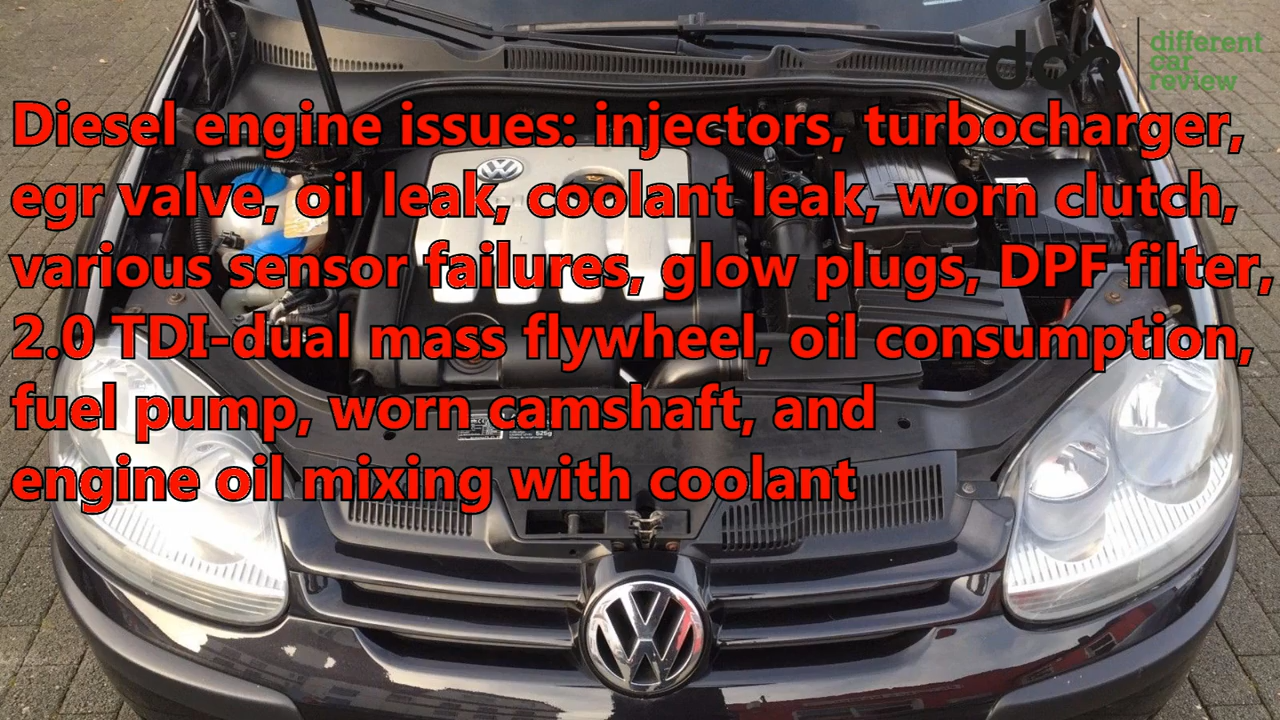 dcr
different
car
review
Diesel engine issues: injectors, turbocharger,
egr valve, oil leak, coolant leak, worn clutch,
various sensor failures, glow plugs, DPF filter,
2.0 TDI-dual mass flywheel, oil consumption,
fuel pump, worn camshaft, and
engine oil mixing with coolant